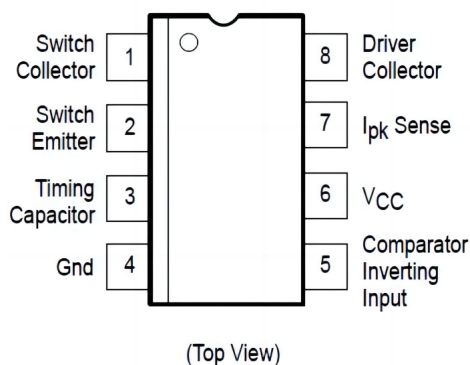 Switch
Collector
1
8
Driver
Collector
Switch
Emitter
2
7
Ipk Sense
Timing
Capacitor
3
6
VCC
Gnd
4
5
Comparator
Inverting
Input
(Top View)